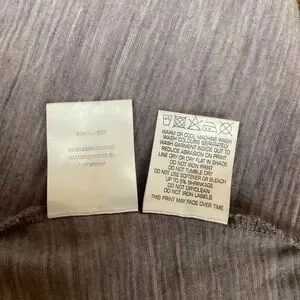 WARM OR COOL MACHINE WASH
WASH COLOURS SEPARATELY
WASH GARMENT INSIDE OUT TO
REDUCE ABRASION ON PRINT
LINE DRY OR DRY FLAT IN SHADE
DO NOT IRON PRINT
DO NOT TUMBLE DRY
DO NOT USE SOFTENER OR BLEACH
UP TO 5% SHRINKAGE
DO NOT DRYCLEAN
DO NOT IRON LABELS
THIS PRINT MAY FADE OVER TIME